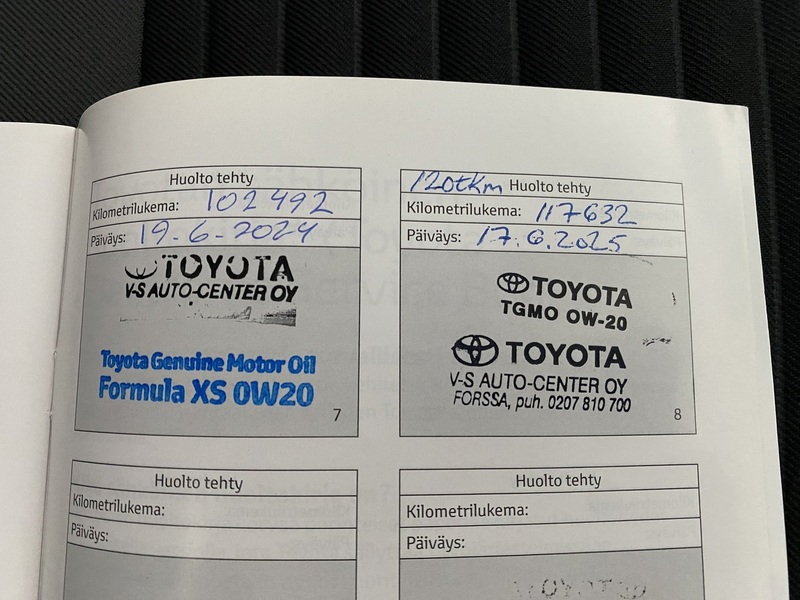 Huolto tehty
Kilometrilukema: 102 492
Päiväys: 19.6-2024
TOYOTA
V-S AUTO-CENTER OY
Toyota Genuine Motor Oil
Formula XS 0W20
7
120tkm Huolto tehty
Kilometrilukema: 117632
Päiväys: 17.6.2025
TOYOTA
TGMO 0W-20
TOYOTA
V-S AUTO-CENTER OY
FORSSA, puh. 0207 810 700
8
Huolto tehty
Kilometrilukema:
Päiväys:
Huolto tehty
Kilometrilukema:
Päiväys: